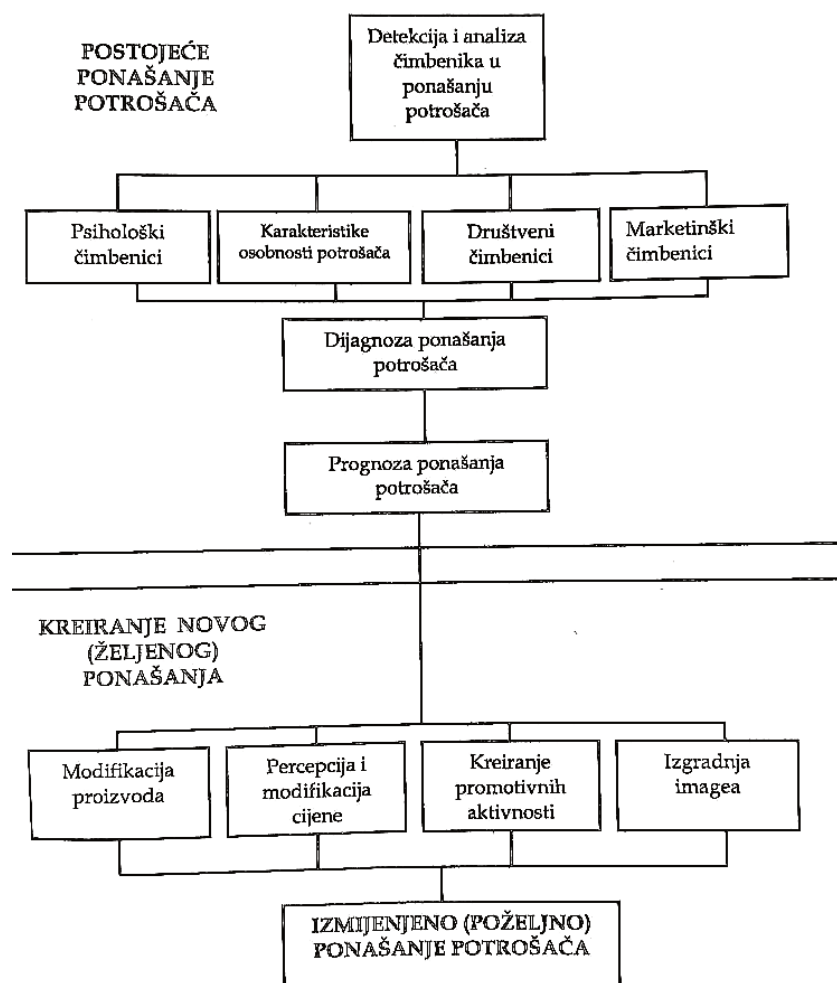 POSTOJEĆE
PONAŠANJE
POTROŠAČA
Detekcija i analiza
čimbenika u
ponašanju
potrošača
Psihološki
čimbenici
Karakteristike
osobnosti potrošača
Društveni
čimbenici
Marketinški
čimbenici
Dijagnoza ponašanja
potrošača
Prognoza ponašanja
potrošača
KREIRANJE NOVOG
(ŽELJENOG)
PONAŠANJA
Modifikacija
proizvoda
Percepcija i
modifikacija
cijene
Kreiranje
promotivnih
aktivnosti
Izgradnja
imagea
IZMIJENJENO (POŽELJNO)
PONAŠANJE POTROŠAČA